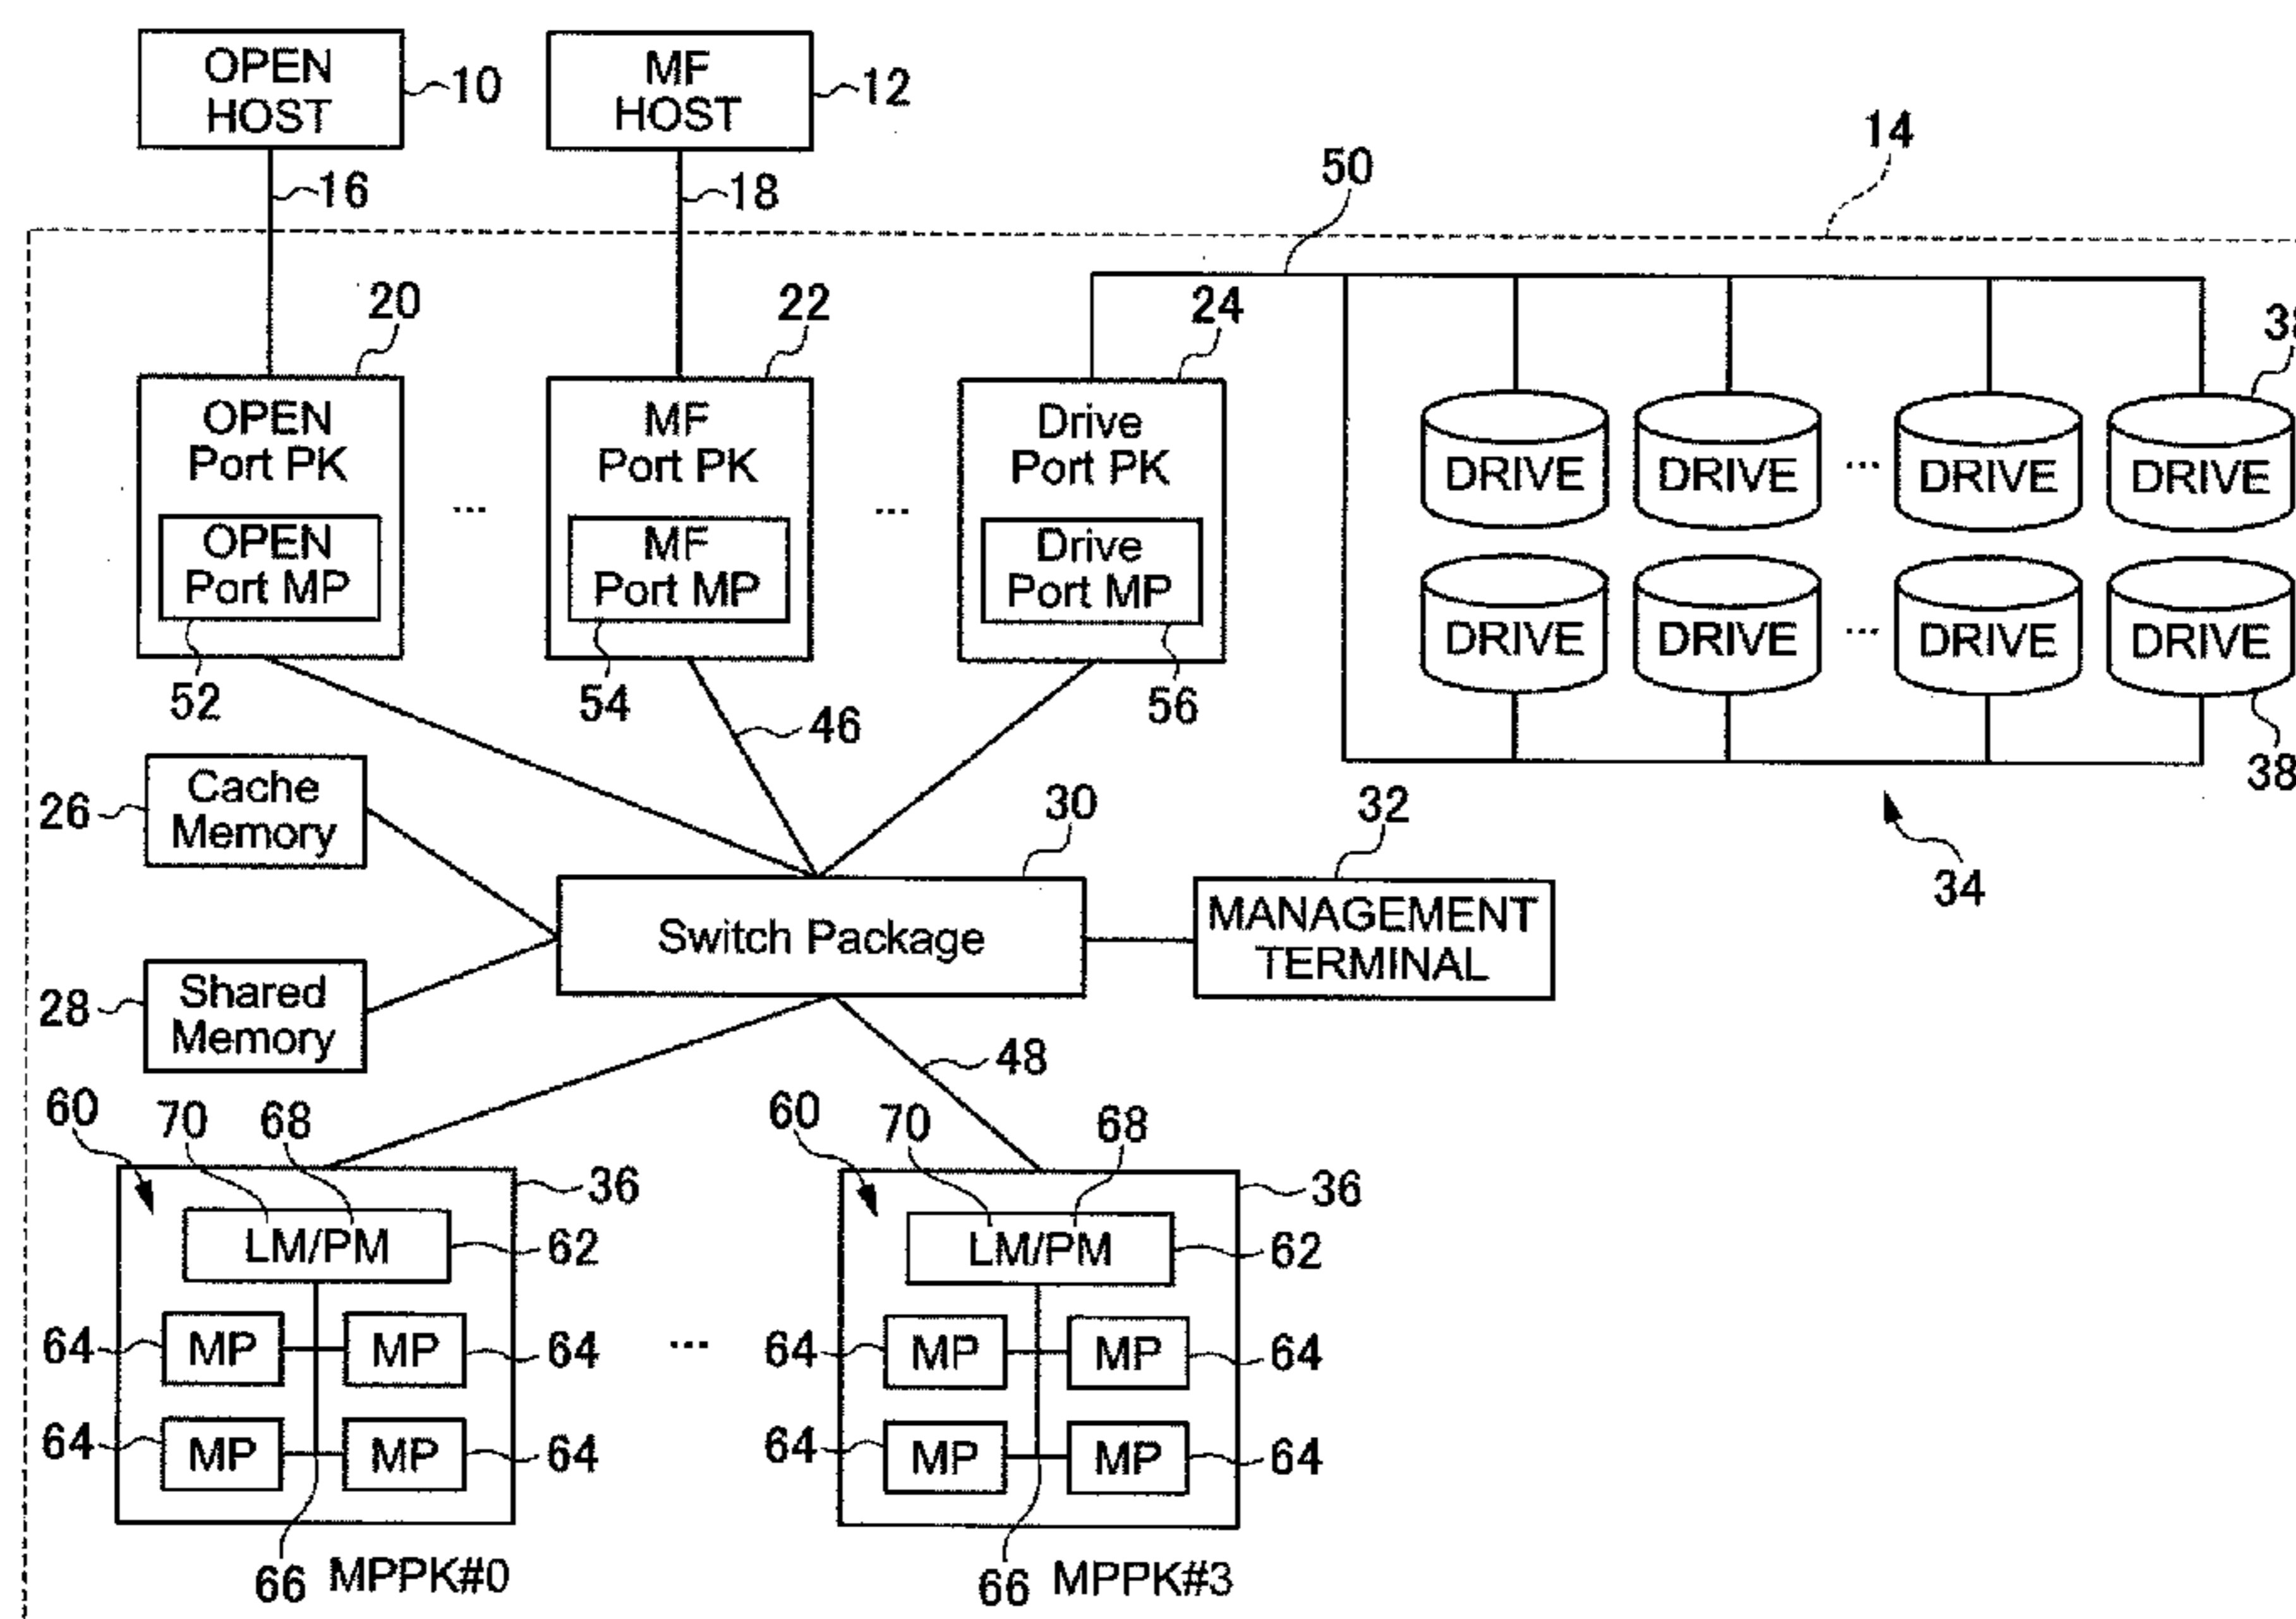 OPEN
HOST
10
MF
HOST
12
14
16
18
50
20
22
24
OPEN
Port PK
MF
Port PK
Drive
Port PK
...
...
OPEN
Port MP
MF
Port MP
Drive
Port MP
52
54
56
DRIVE
DRIVE
...
DRIVE
DRIVE
DRIVE
DRIVE
...
DRIVE
DRIVE
38
34
46
26
Cache
Memory
30
32
Switch Package
MANAGEMENT
TERMINAL
28
Shared
Memory
48
60
70
68
36
LM/PM
62
64
MP
MP
64
64
MP
MP
64
66
MPPK#0
...
60
70
68
36
LM/PM
62
64
MP
MP
64
64
MP
MP
64
66
MPPK#3